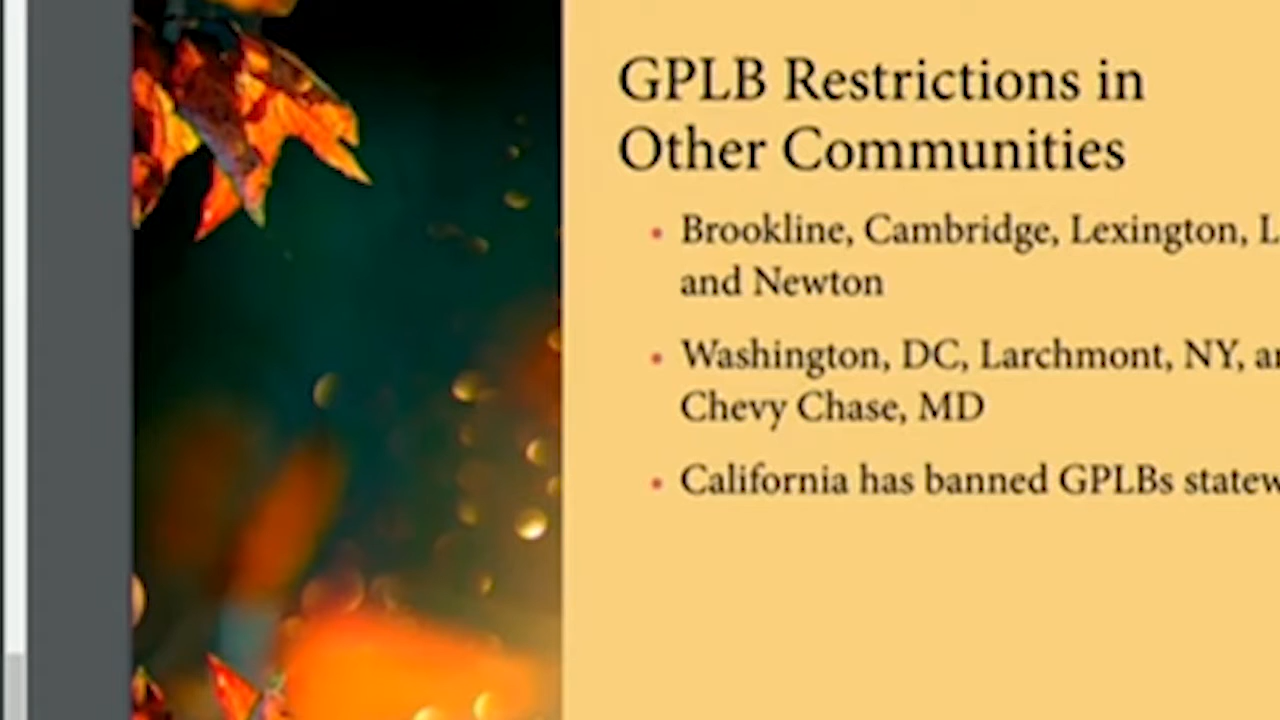 GPLB Restrictions in
Other Communities
• Brookline, Cambridge, Lexington,
and Newton
• Washington, DC, Larchmont, NY,
Chevy Chase, MD
• California has banned GPLBs